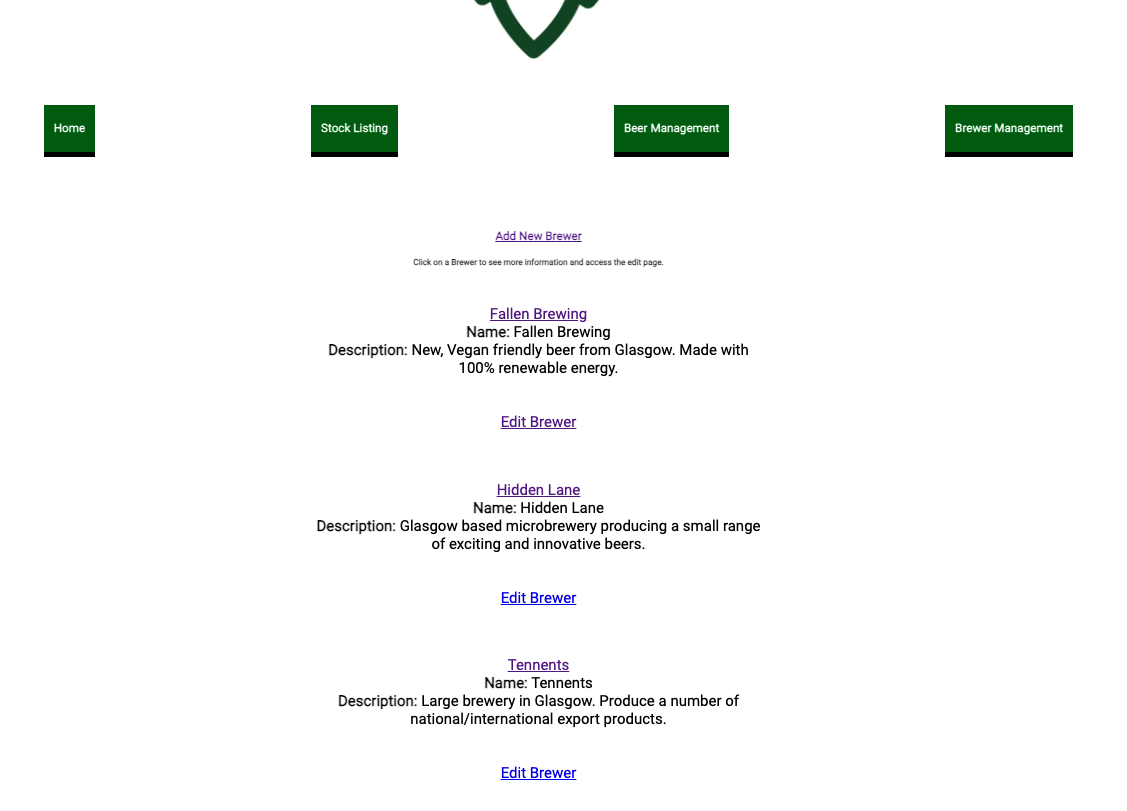 Home
Stock Listing
Beer Management
Brewer Management
Add New Brewer
Click on a Brewer to see more information and access the edit page.
Fallen Brewing
Name: Fallen Brewing
Description: New, Vegan friendly beer from Glasgow. Made with
100% renewable energy.
Edit Brewer
Hidden Lane
Name: Hidden Lane
Description: Glasgow based microbrewery producing a small range
of exciting and innovative beers.
Edit Brewer
Tennents
Name: Tennents
Description: Large brewery in Glasgow. Produce a number of
national/international export products.
Edit Brewer